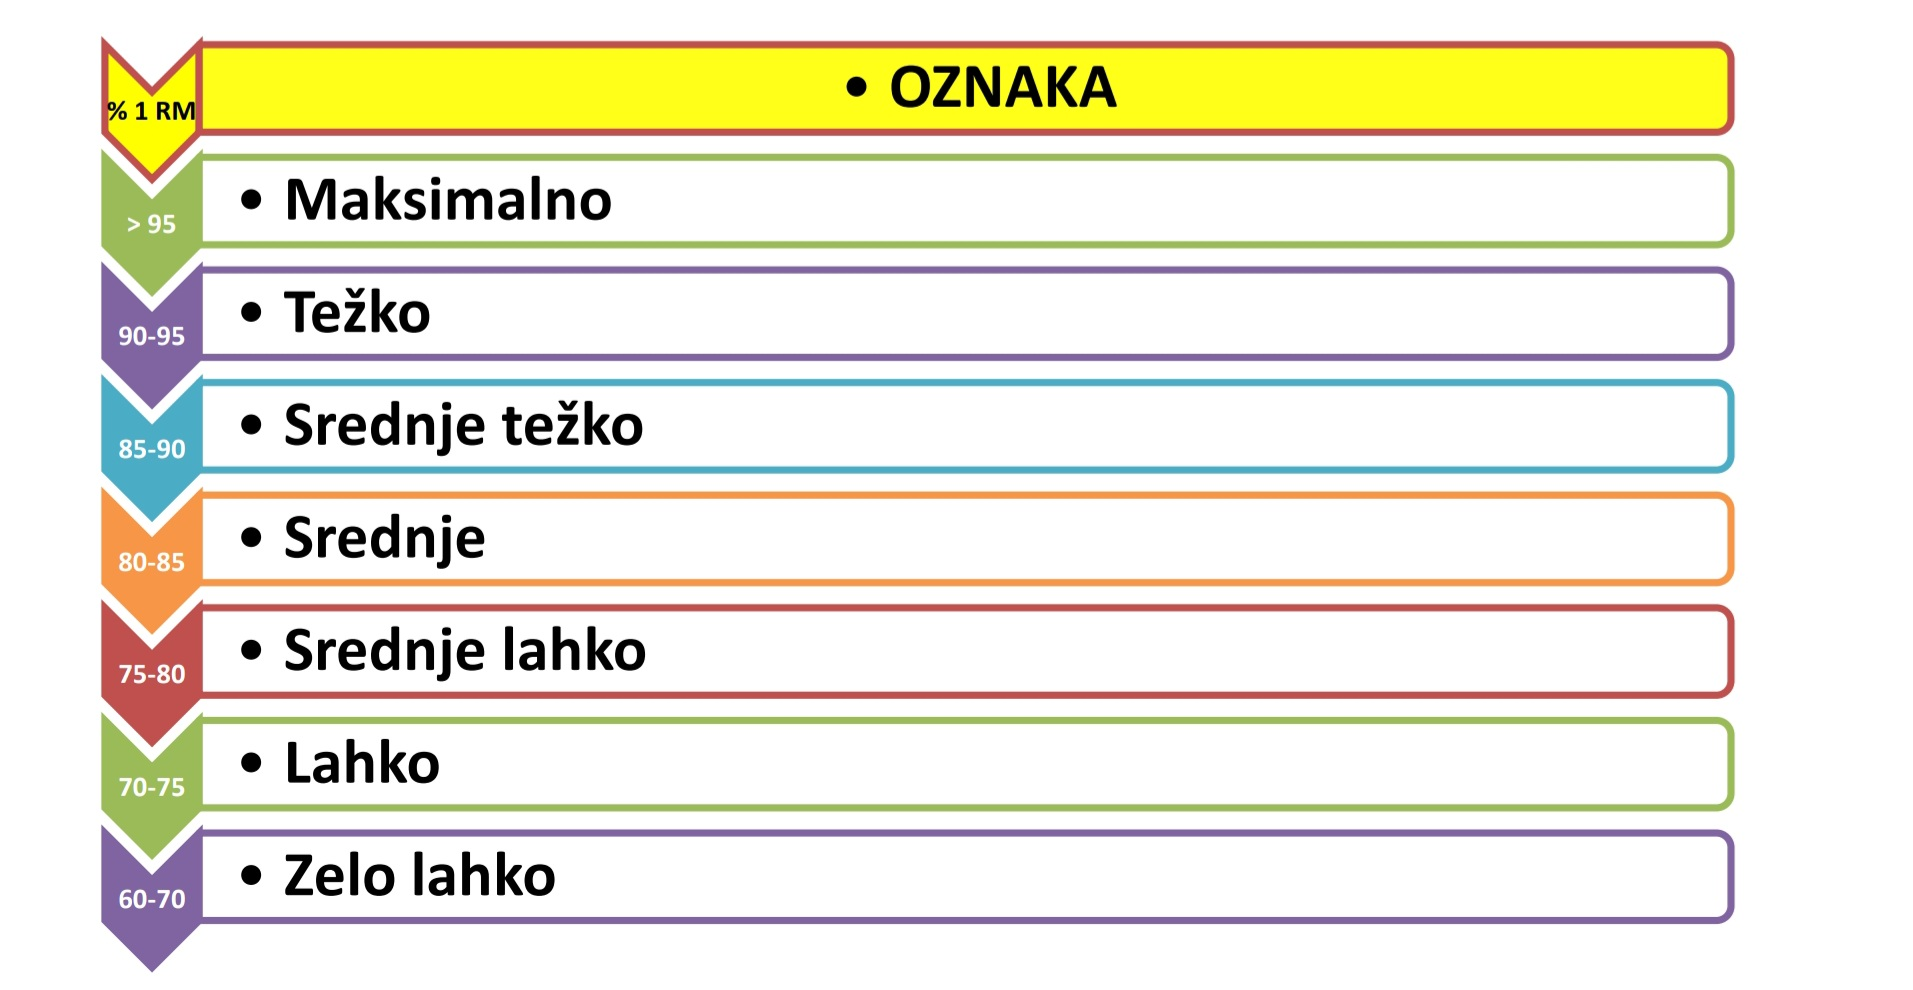 % 1 RM
• OZNAKA
> 95
• Maksimalno
90-95
• Težko
85-90
• Srednje težko
80-85
• Srednje
75-80
• Srednje lahko
70-75
• Lahko
60-70
• Zelo lahko